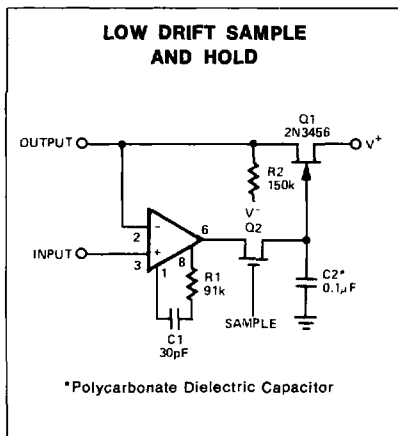 LOW DRIFT SAMPLE
AND HOLD
Q1
2N3456
OUTPUT
V+
R2
150k
V-
Q2
6
2
-
INPUT
+
3
1
8
R1
91k
C2*
0.1µF
C1
30pF
SAMPLE
*Polycarbonate Dielectric Capacitor